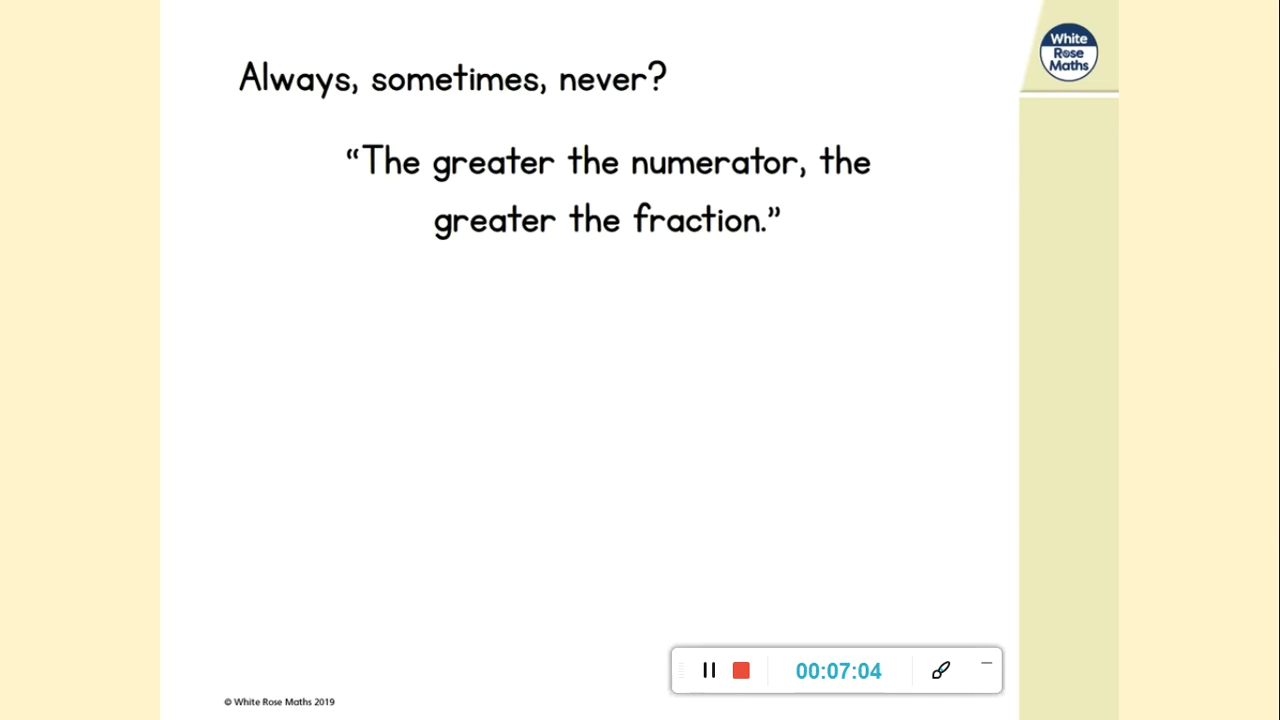 Always, sometimes, never?
“The greater the numerator, the
greater the fraction.”
White
Rose
Maths
00:07:04
© White Rose Maths 2019